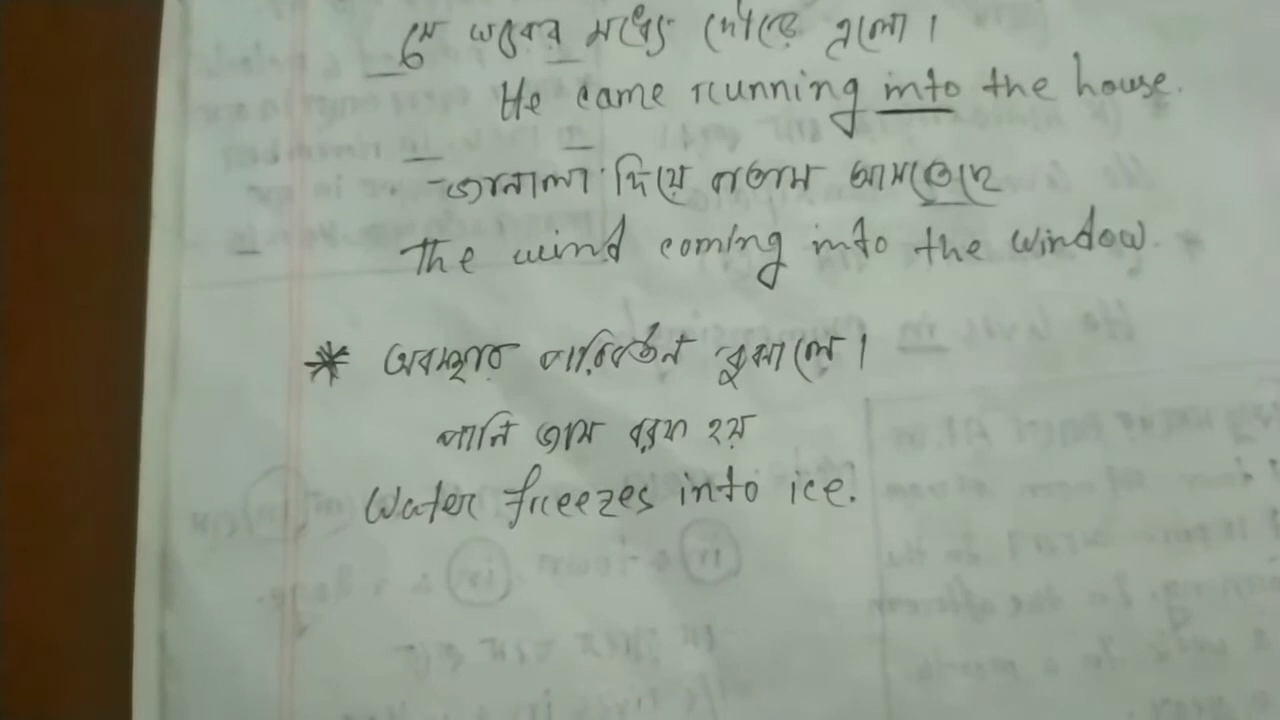 সে ঘরের মধ্যে দৌড়ে এলো।
He came running into the house.
- জানালা দিয়ে বাতাস আসতেছে
The wind coming into the window.
* অবস্থার পরিবর্তন বুঝালে।
পানি জমে বরফ হয়
Water freezes into ice.